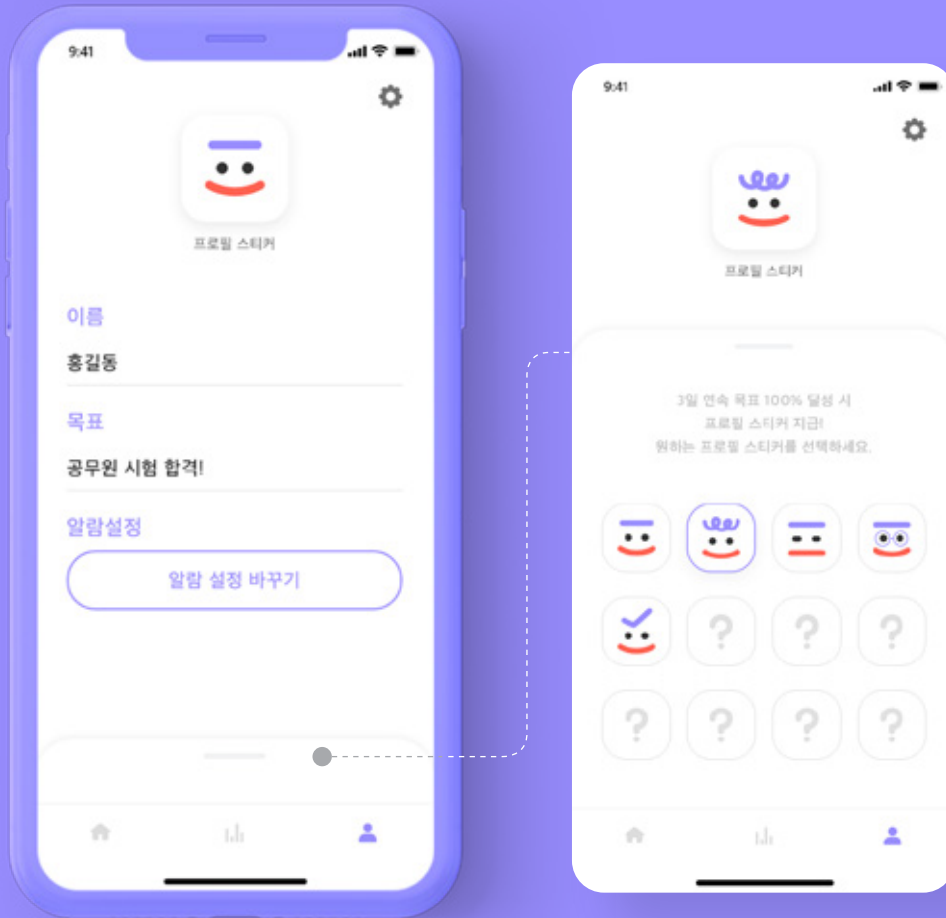 9:41
프로필 스티커
이름
홍길동
목표
공무원 시험 합격!
알람설정
알람 설정 바꾸기
9:41
프로필 스티커
3일 연속 목표 100% 달성 시
프로필 스티커 지급!
원하는 프로필 스티커를 선택하세요.
? ? ?
? ? ? ?